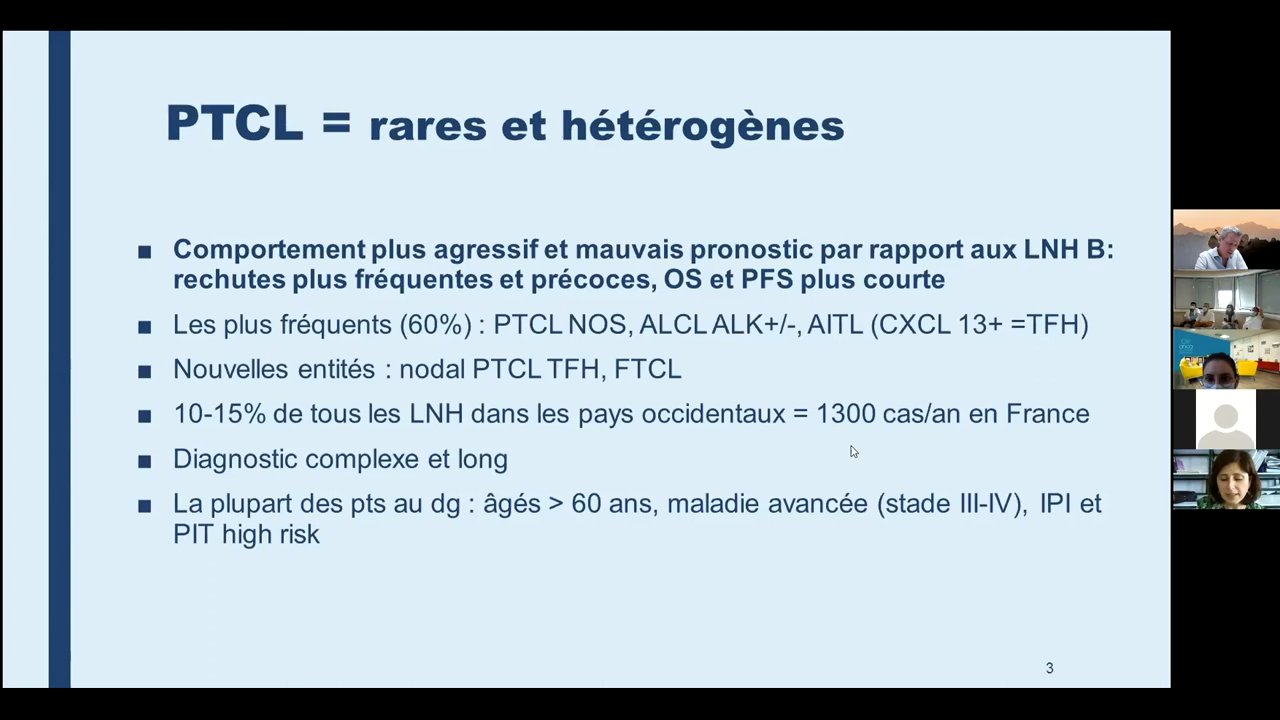 PTCL = rares et hétérogènes
■ Comportement plus agressif et mauvais pronostic par rapport aux LNH B:
rechutes plus fréquentes et précoces, OS et PFS plus courte
■ Les plus fréquents (60%) : PTCL NOS, ALCL ALK+/-, AITL (CXCL 13+ =TFH)
■ Nouvelles entités : nodal PTCL TFH, FTCL
■ 10-15% de tous les LNH dans les pays occidentaux = 1300 cas/an en France
■ Diagnostic complexe et long
■ La plupart des pts au dg : âgés > 60 ans, maladie avancée (stade III-IV), IPI et
PIT high risk
3